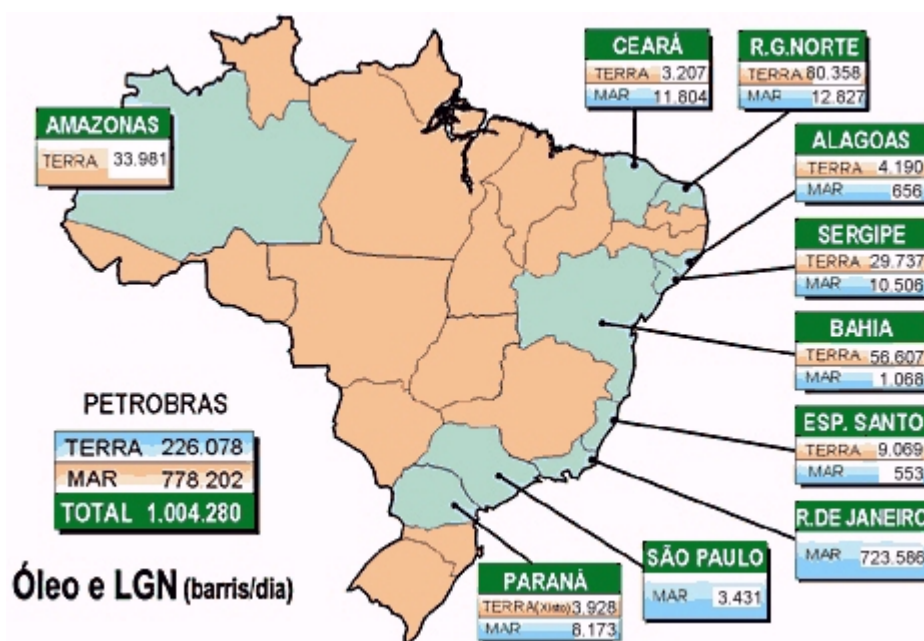 CEARÁ
TERRA 3.207
MAR 11.804
R.G.NORTE
TERRA 80.358
MAR 12.827
AMAZONAS
TERRA 33.981
ALAGOAS
TERRA 4.190
MAR 656
SERGIPE
TERRA 29.737
MAR 10.506
BAHIA
TERRA 56.607
MAR 1.068
PETROBRAS
TERRA 226.078
MAR 778.202
TOTAL 1.004.280
ESP. SANTO
TERRA 9.069
MAR 553
R.DE JANEIRO
MAR 723.586
SÃO PAULO
MAR 3.431
PARANÁ
TERRA(Xisto) 3.928
MAR 8.173
Óleo e LGN (barris/dia)